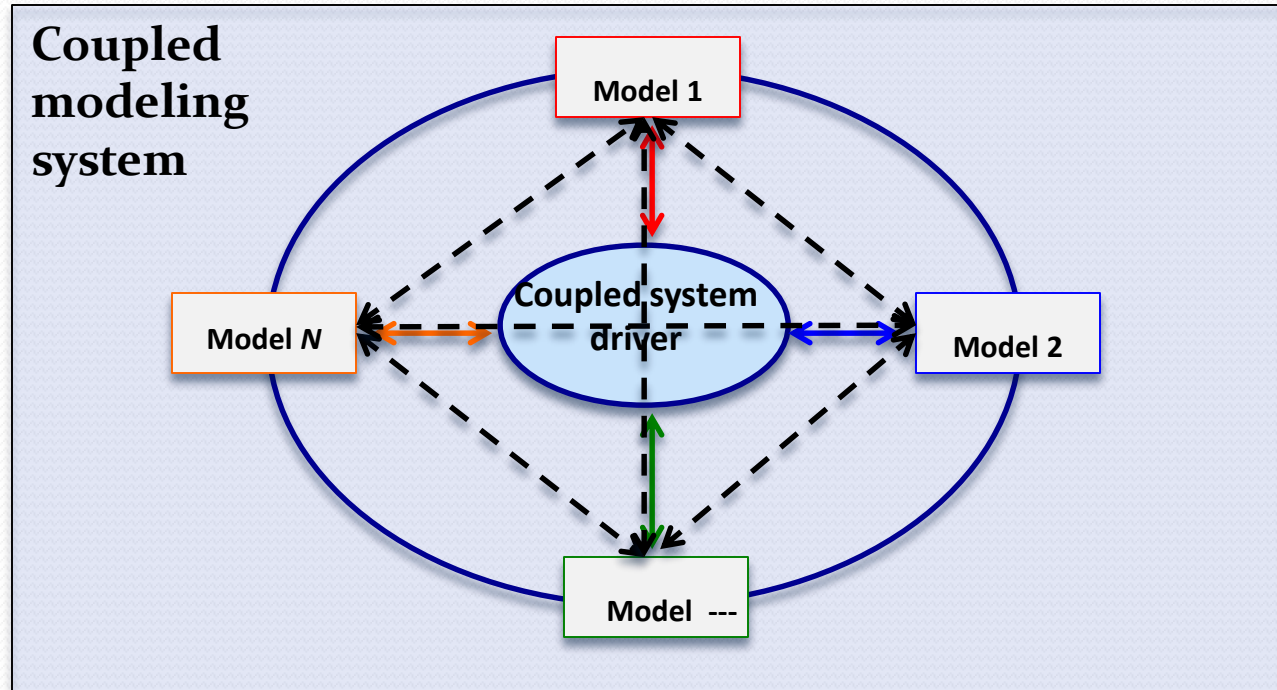 Coupled
modeling
system
Model 1
Model N
Coupled system
driver
Model 2
Model ---